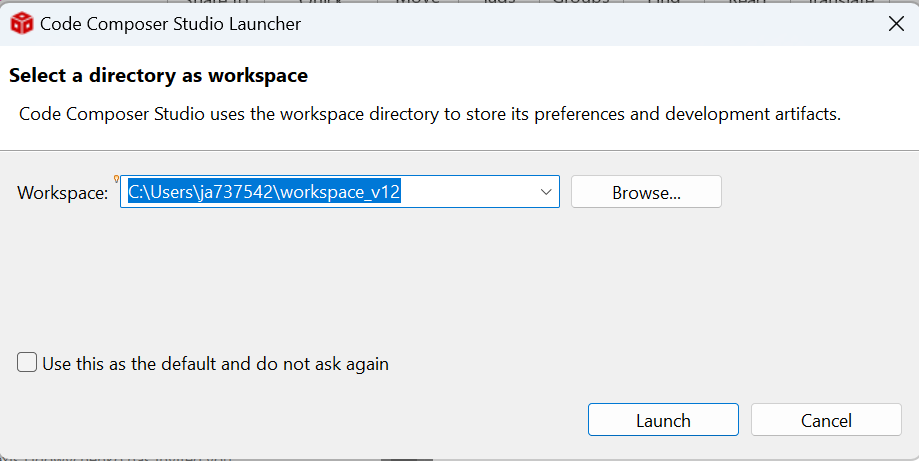 Code Composer Studio Launcher
Select a directory as workspace
Code Composer Studio uses the workspace directory to store its preferences and development artifacts.
Workspace: C:\Users\ja737542\workspace_v12 Browse...
Use this as the default and do not ask again
Launch Cancel